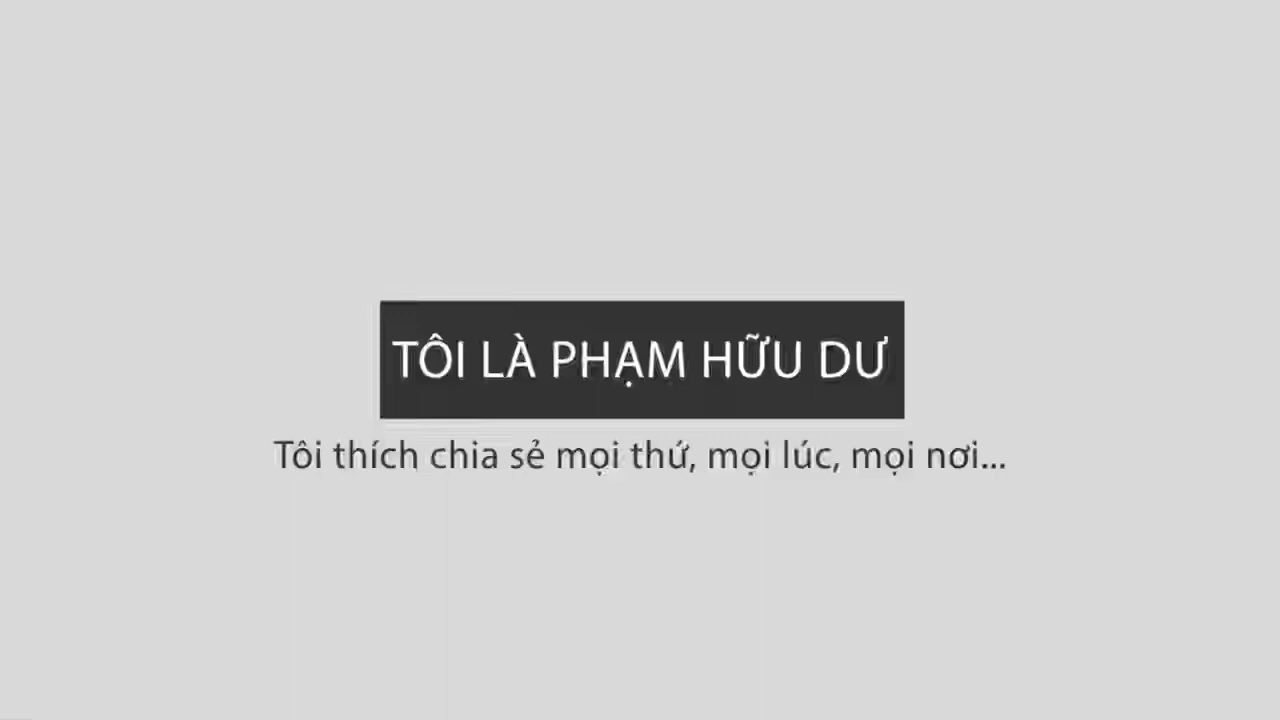 TÔI LÀ PHẠM HỮU DƯ
Tôi thích chia sẻ mọi thứ, mọi lúc, mọi nơi...